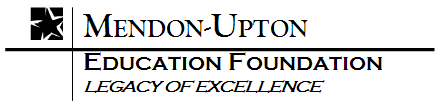 MENDON-UPTON
EDUCATION FOUNDATION
LEGACY OF EXCELLENCE